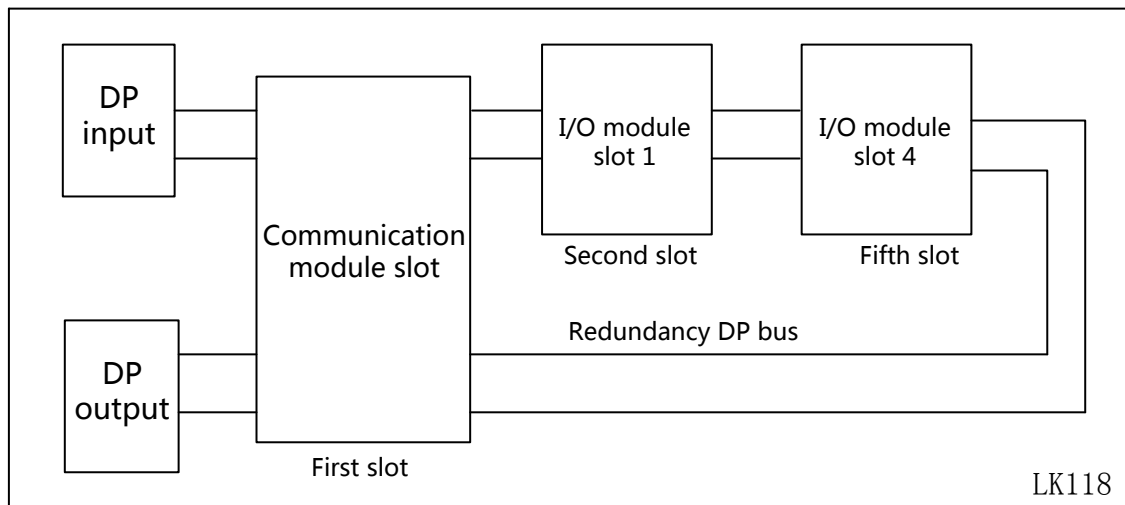 DP
input
I/O module
slot 1
I/O module
slot 4
Communication
module slot
Second slot
Fifth slot
Redundancy DP bus
DP
output
First slot
LK118